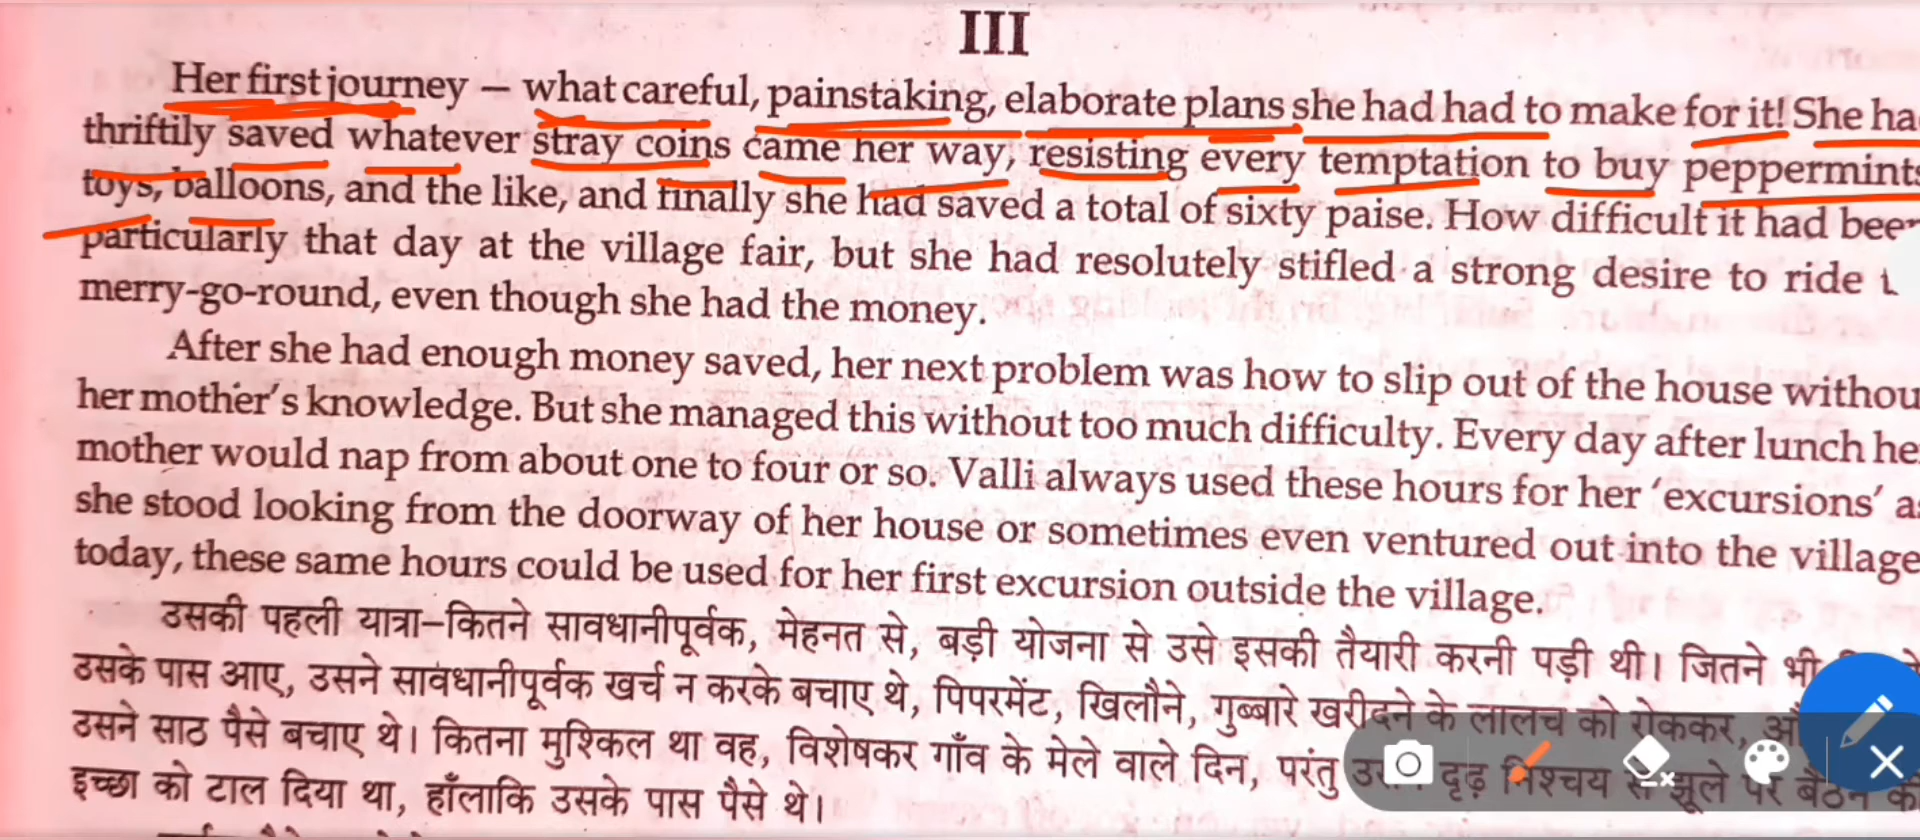 III
Her first journey – what careful, painstaking, elaborate plans she had had to make for it! She ha
thriftily saved whatever stray coins came her way, resisting every temptation to buy peppermints
toys, balloons, and the like, and finally she had saved a total of sixty paise. How difficult it had been
particularly that day at the village fair, but she had resolutely stifled a strong desire to ride
merry-go-round, even though she had the money.
After she had enough money saved, her next problem was how to slip out of the house withou
her mother's knowledge. But she managed this without too much difficulty. Every day after lunch he
mother would nap from about one to four or so. Valli always used these hours for her 'excursions' as
she stood looking from the doorway of her house or sometimes even ventured out into the village
today, these same hours could be used for her first excursion outside the village.
उसकी पहली यात्रा–कितने सावधानीपूर्वक, मेहनत से, बड़ी योजना से उसे इसकी तैयारी करनी पड़ी थी। जितने भी
उसके पास आए, उसने सावधानीपूर्वक खर्च न करके बचाए थे, पिपरमेंट, खिलौने, गुब्बारे खरीदने के लालच को रोककर,
उसने साठ पैसे बचाए थे। कितना मुश्किल था वह, विशेषकर गाँव के मेले वाले दिन, परंतु दृढ़ निश्चय से झूले पर बैठने की
इच्छा को टाल दिया था, हाँलाकि उसके पास पैसे थे।